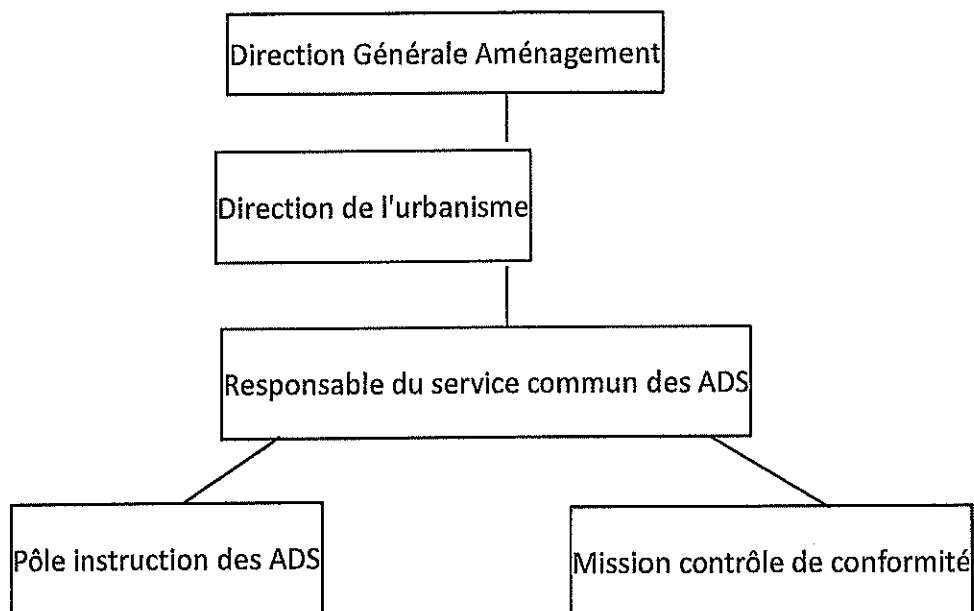 Direction Générale Aménagement
Direction de l'urbanisme
Responsable du service commun des ADS
Pôle instruction des ADS
Mission contrôle de conformité